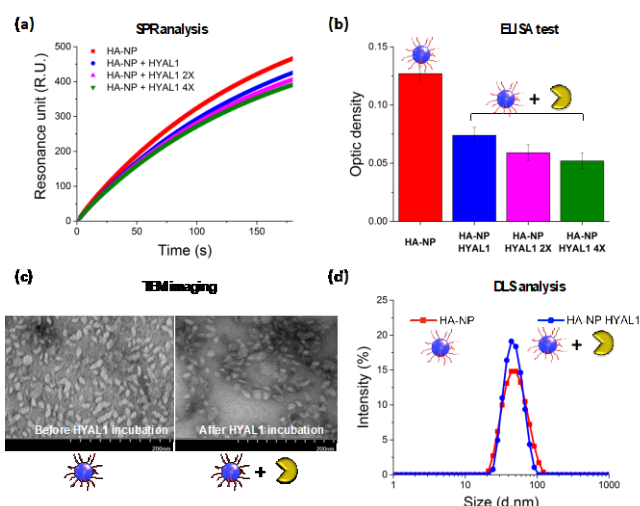 (a)
SPR analysis
HA-NP
HA-NP + HYAL1
HA-NP + HYAL1 2X
HA-NP + HYAL1 4X
Resonance unit (R.U.)
500
400
300
200
100
0
0
50
100
150
Time (s)
(b)
ELISA test
+
Optic density
0.15
0.10
0.05
0.00
HA-NP
HA-NP
HYAL1
HA-NP
HYAL1 2X
HA-NP
HYAL1 4X
(c)
TEM imaging
Before HYAL1 incubation
200nm
After HYAL1 incubation
200nm
+
(d)
DLS analysis
HA-NP
HA-NP HYAL1
+
Intensity (%)
25
20
15
10
5
0
1
10
100
1000
Size (d.nm)